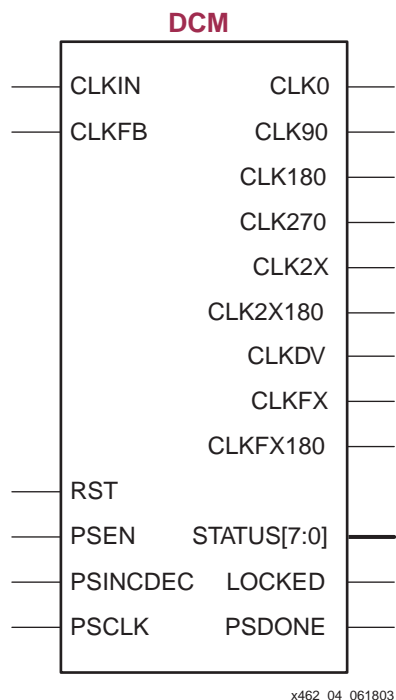 DCM
CLKIN CLK0
CLKFB CLK90
CLK180
CLK270
CLK2X
CLK2X180
CLKDV
CLKFX
CLKFX180
RST
PSEN STATUS[7:0]
PSINCDEC LOCKED
PSCLK PSDONE
x462_04_061803